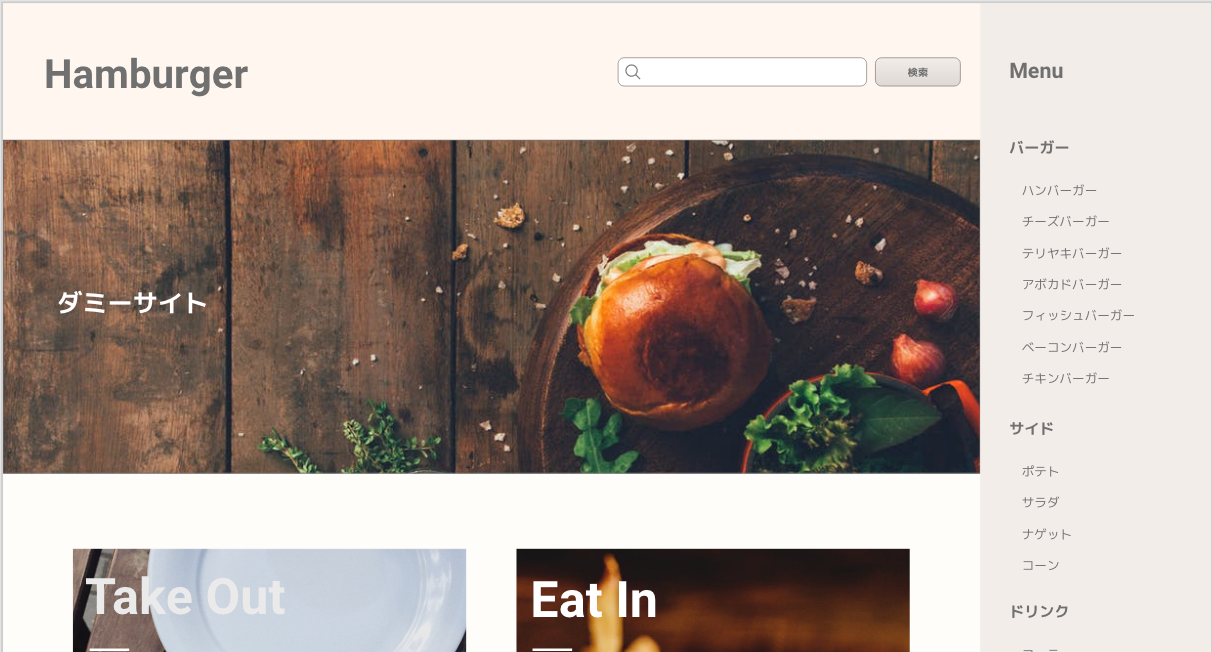 Hamburger
検索
Menu
バーガー
ハンバーガー
チーズバーガー
テリヤキバーガー
アボカドバーガー
フィッシュバーガー
ベーコンバーガー
チキンバーガー
サイド
ポテト
サラダ
ナゲット
コーン
ドリンク
ダミーサイト
Take Out
Eat In